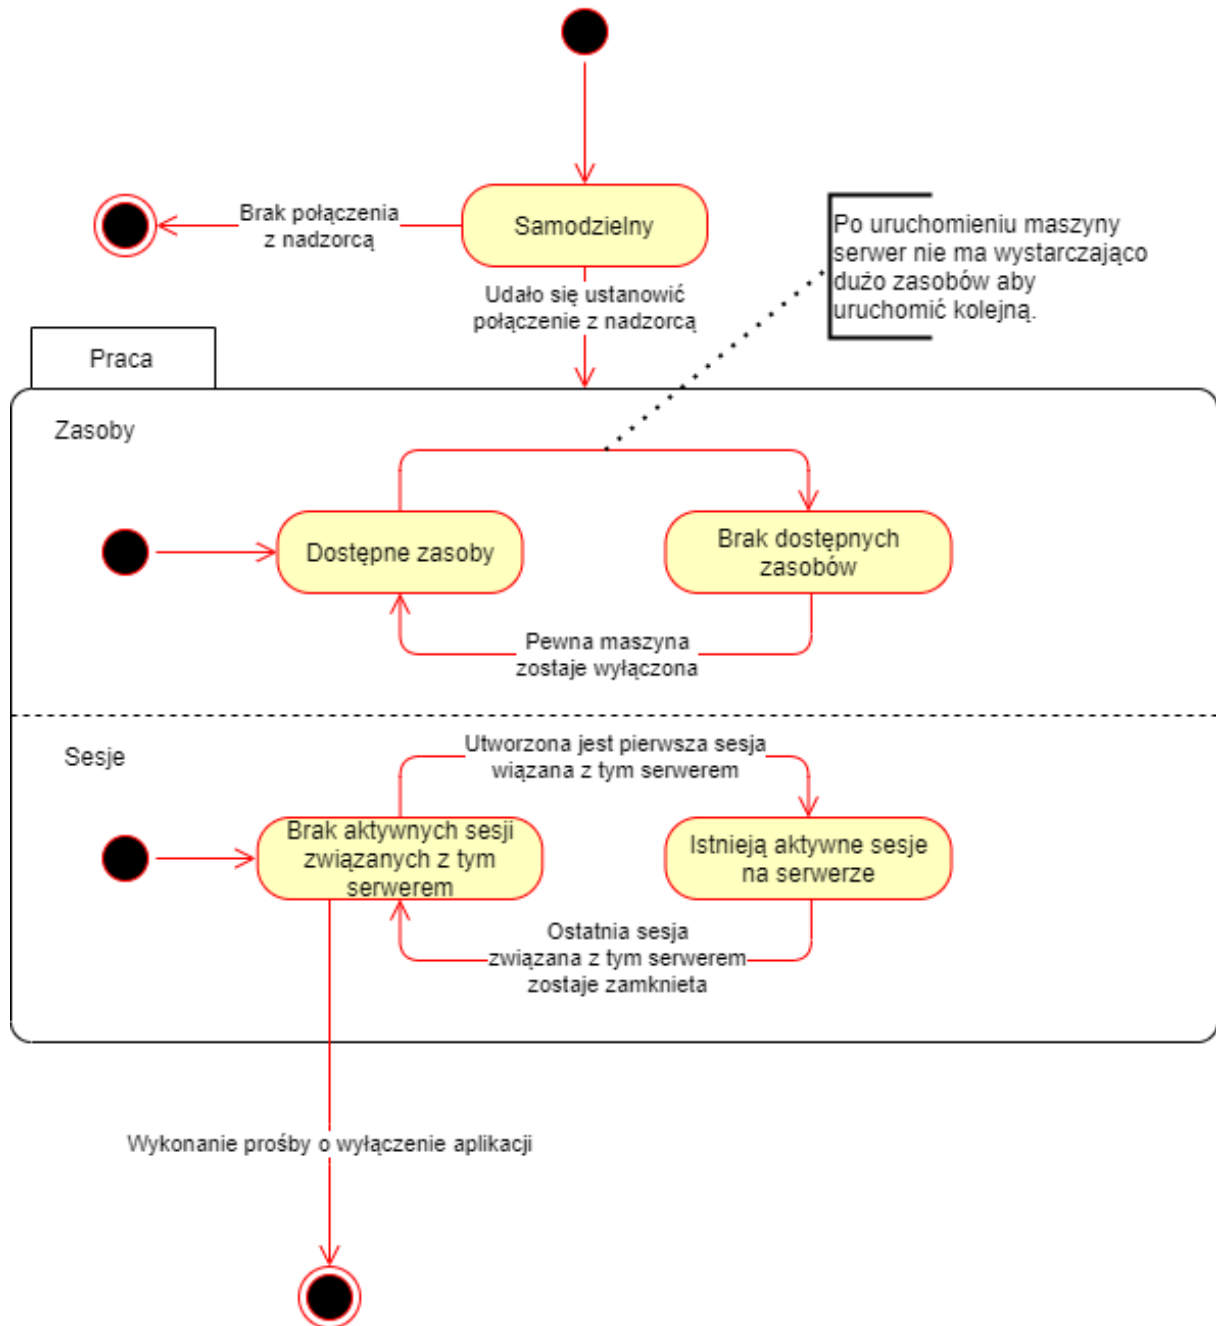 Brak połączenia
z nadzorcą
Samodzielny
Po uruchomieniu maszyny
serwer nie ma wystarczająco
dużo zasobów aby
uruchomić kolejną.
Udało się ustanowić
połączenie z nadzorcą
Praca
Zasoby
Dostępne zasoby
Brak dostępnych
zasobów
Pewna maszyna
zostaje wyłączona
Sesje
Utworzona jest pierwsza sesja
wiązana z tym serwerem
Brak aktywnych sesji
związanych z tym
serwerem
Istnieją aktywne sesje
na serwerze
Ostatnia sesja
związana z tym serwerem
zostaje zamknieta
Wykonanie prośby o wyłączenie aplikacji